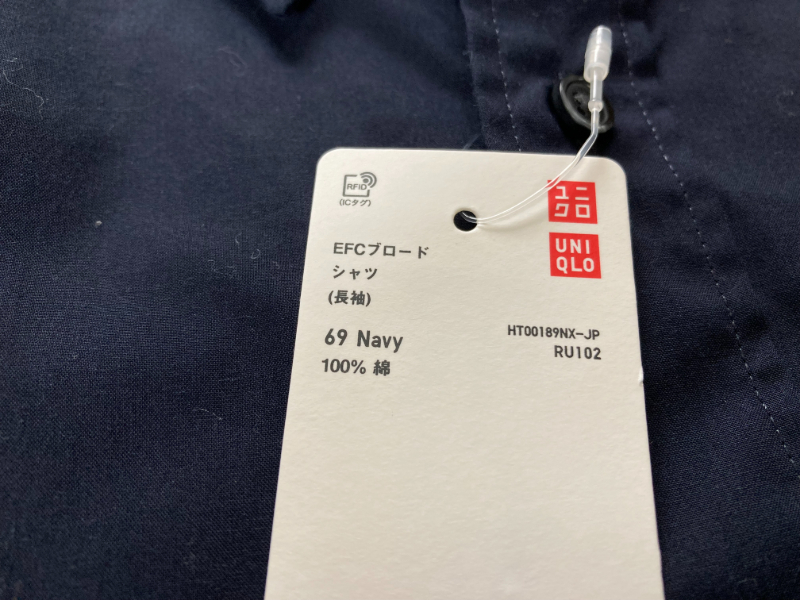 RFID
(ICタグ)
ユニ
クロ
UNI
QLO
EFCブロード
シャツ
(長袖)
69 Navy
100% 綿
HT00189NX-JP
RU102